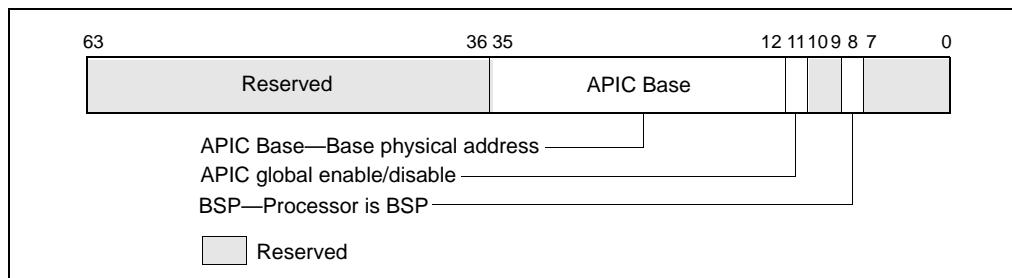 63 36 35 12 11 10 9 8 7 0
Reserved APIC Base
APIC Base—Base physical address
APIC global enable/disable
BSP—Processor is BSP
Reserved